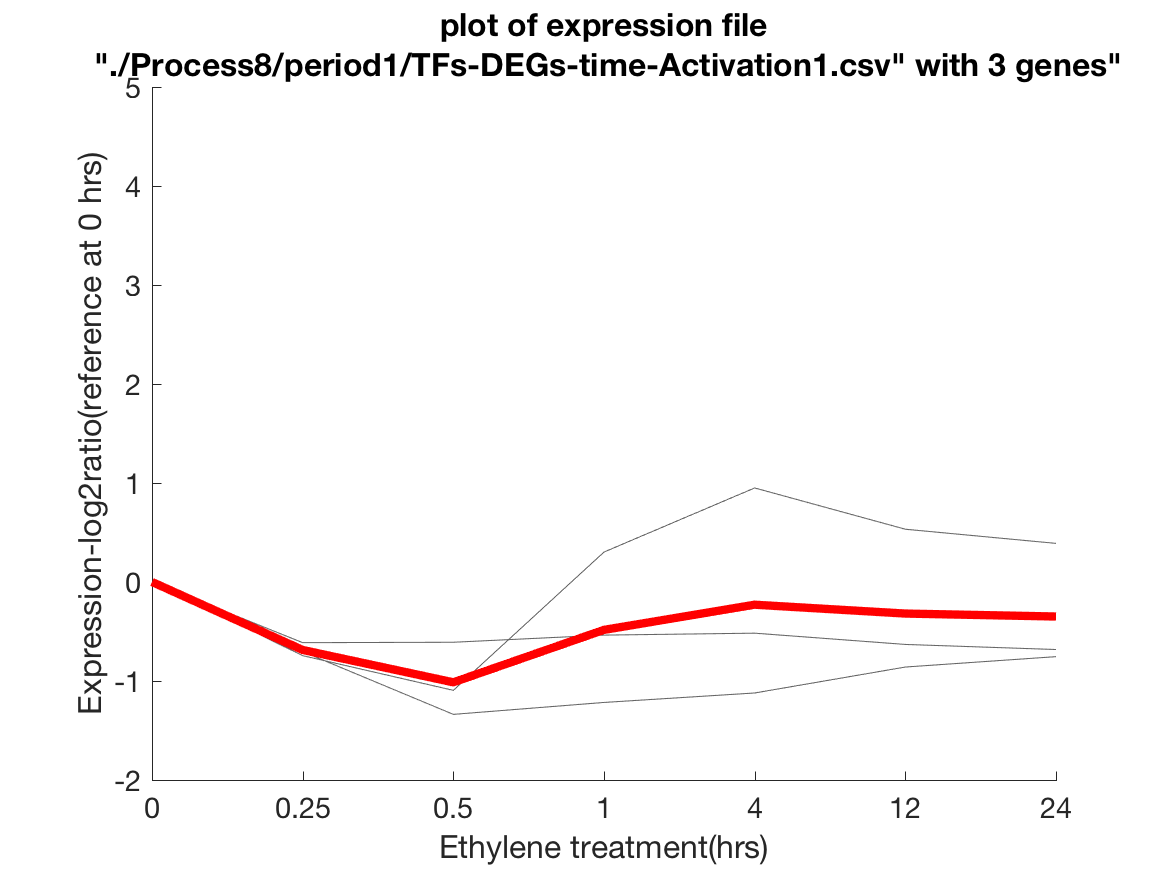 plot of expression file
"./Process8/period1/TFs-DEGs-time-Activation1.csv" with 3 genes"
Expression-log2ratio(reference at 0 hrs)
5
4
3
2
1
0
-1
-2
0 0.25 0.5 1 4 12 24
Ethylene treatment(hrs)